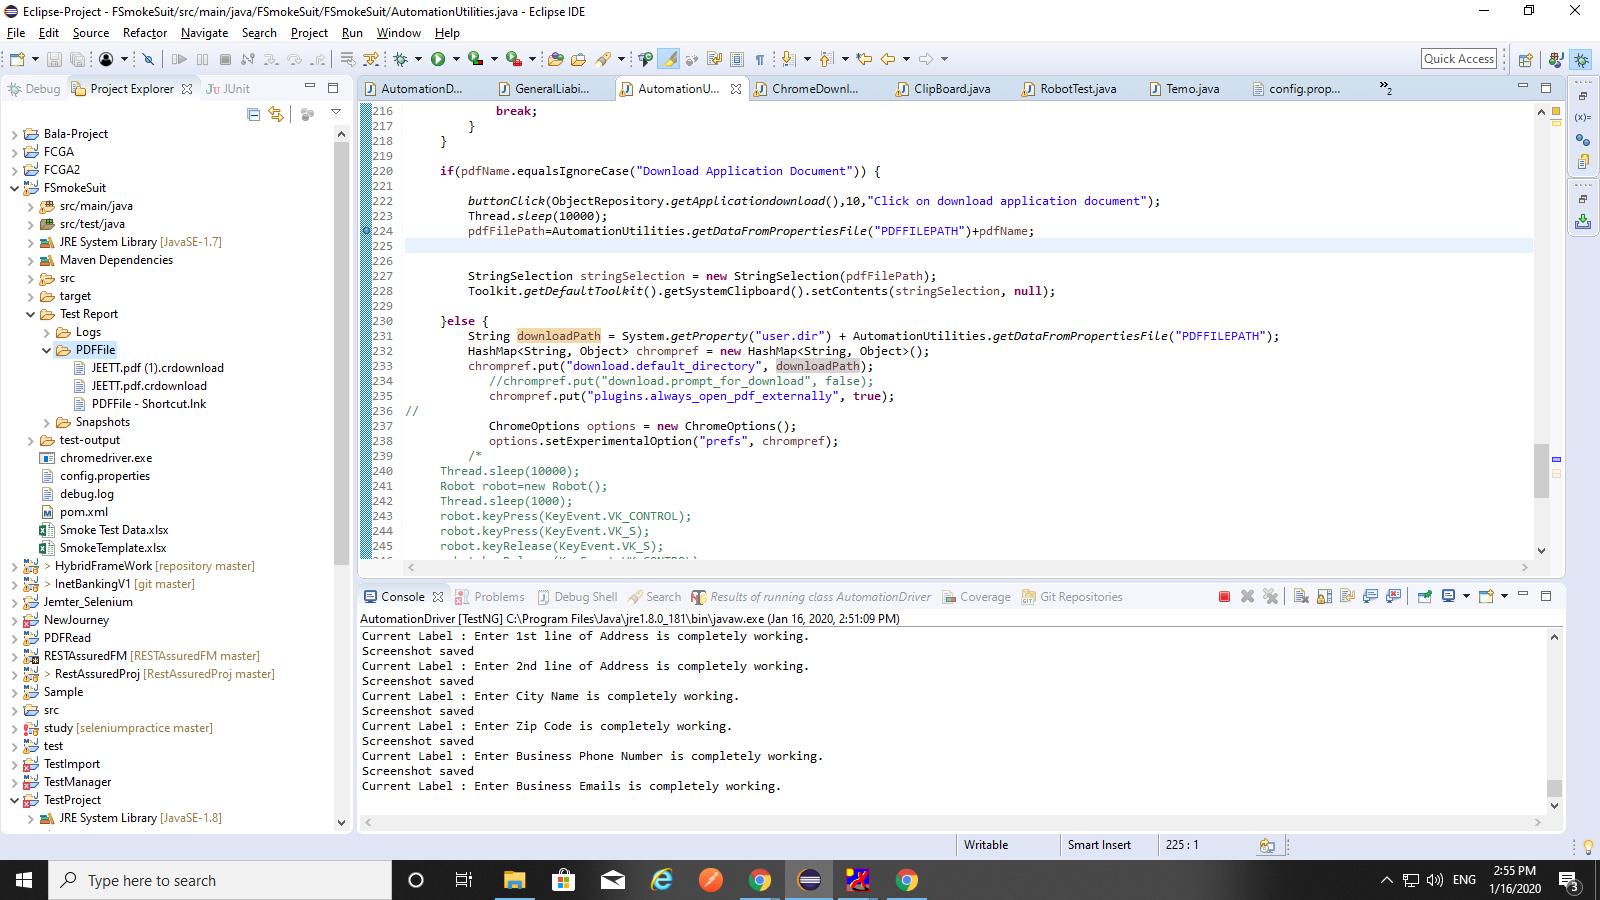 Eclipse-Project - FSmokeSuit/src/main/java/FSmokeSuit/FSmokeSuit/AutomationUtilities.java - Eclipse IDE
File Edit Source Refactor Navigate Search Project Run Window Help
Quick Access
Debug Project Explorer JUnit
Bala-Project
FCGA
FCGA2
FSmokeSuit
src/main/java
src/test/java
JRE System Library [JavaSE-1.7]
Maven Dependencies
src
target
Test Report
Logs
PDFFile
JEETT.pdf (1).crdownload
JEETT.pdf.crdownload
PDFFile - Shortcut.lnk
Snapshots
test-output
chromedriver.exe
config.properties
debug.log
pom.xml
Smoke Test Data.xlsx
SmokeTemplate.xlsx
> HybridFrameWork [repository master]
> InetBankingV1 [git master]
Jemter_Selenium
NewJourney
PDFRead
RESTAssuredFM [RESTAssuredFM master]
> RestAssuredProj [RestAssuredProj master]
Sample
src
study [seleniumpractice master]
test
TestImport
TestManager
TestProject
JRE System Library [JavaSE-1.8]
AutomationD... GeneralLiabi... AutomationU... ChromeDownl... ClipBoard.java RobotTest.java Temo.java config.prop... »2
216 break;
217 }
218 }
219
220 if(pdfName.equalsIgnoreCase("Download Application Document")) {
221
222 buttonClick(ObjectRepository.getApplicationdownload(),10,"Click on download application document");
223 Thread.sleep(10000);
224 pdfFilePath=AutomationUtilities.getDataFromPropertiesFile("PDFFILEPATH")+pdfName;
225
226
227 StringSelection stringSelection = new StringSelection(pdfFilePath);
228 Toolkit.getDefaultToolkit().getSystemClipboard().setContents(stringSelection, null);
229
230 }else {
231 String downloadPath = System.getProperty("user.dir") + AutomationUtilities.getDataFromPropertiesFile("PDFFILEPATH");
232 HashMap<String, Object> chrompref = new HashMap<String, Object>();
233 chrompref.put("download.default_directory", downloadPath);
234 //chrompref.put("download.prompt_for_download", false);
235 chrompref.put("plugins.always_open_pdf_externally", true);
236 //
237 ChromeOptions options = new ChromeOptions();
238 options.setExperimentalOption("prefs", chrompref);
239 /*
240 Thread.sleep(10000);
241 Robot robot=new Robot();
242 Thread.sleep(1000);
243 robot.keyPress(KeyEvent.VK_CONTROL);
244 robot.keyPress(KeyEvent.VK_S);
245 robot.keyRelease(KeyEvent.VK_S);
(x)=
Console Problems Debug Shell Search Results of running class AutomationDriver Coverage Git Repositories
AutomationDriver [TestNG] C:\Program Files\Java\jre1.8.0_181\bin\javaw.exe (Jan 16, 2020, 2:51:09 PM)
Current Label : Enter 1st line of Address is completely working.
Screenshot saved
Current Label : Enter 2nd line of Address is completely working.
Screenshot saved
Current Label : Enter City Name is completely working.
Screenshot saved
Current Label : Enter Zip Code is completely working.
Screenshot saved
Current Label : Enter Business Phone Number is completely working.
Screenshot saved
Current Label : Enter Business Emails is completely working.
Writable Smart Insert 225 : 1
Type here to search
ENG
2:55 PM
1/16/2020
3